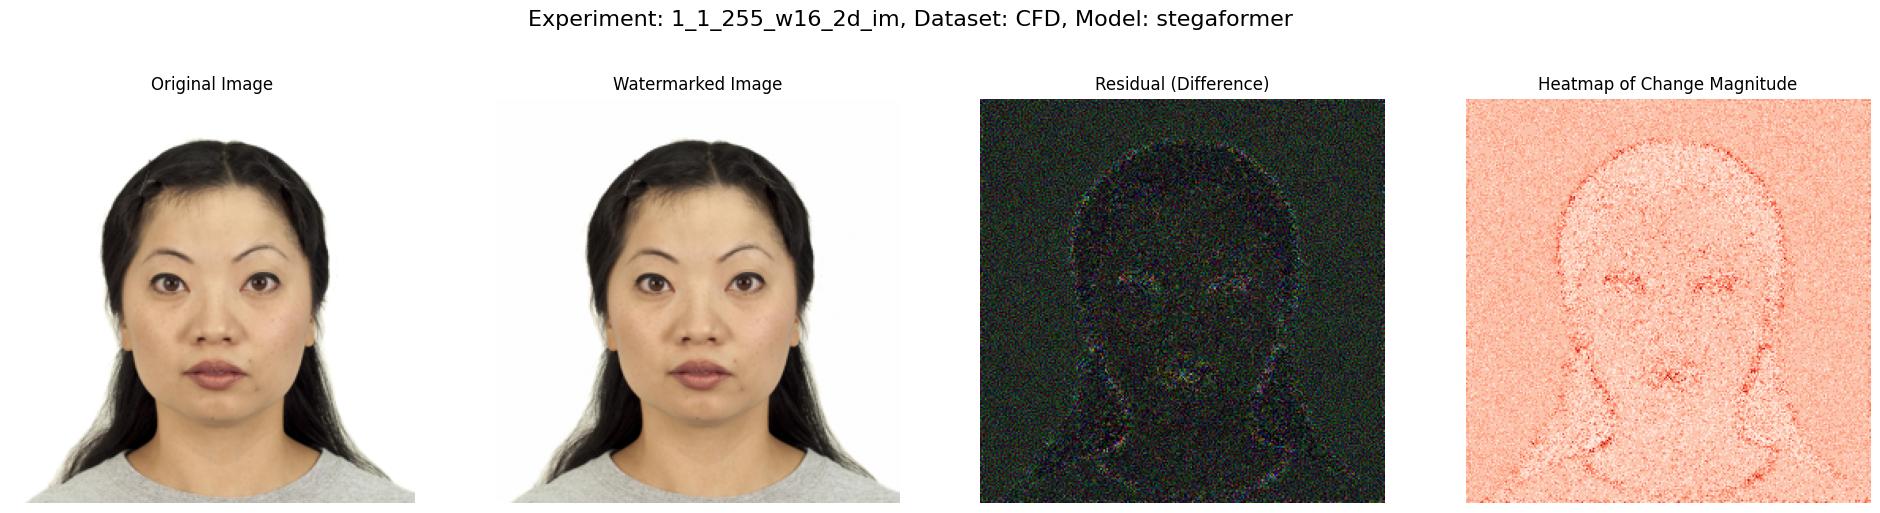 Experiment: 1_1_255_w16_2d_im, Dataset: CFD, Model: stegaformer
Original Image
Watermarked Image
Residual (Difference)
Heatmap of Change Magnitude